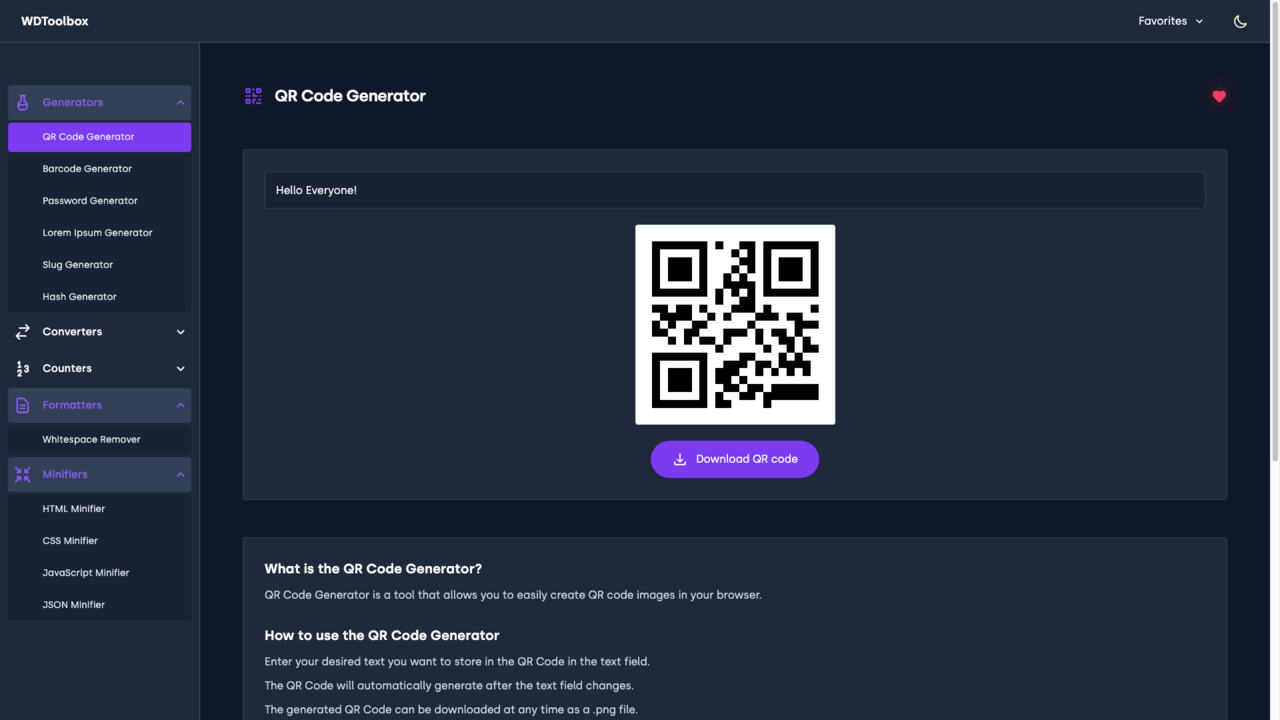 WDToolbox
Favorites
Generators
QR Code Generator
Barcode Generator
Password Generator
Lorem Ipsum Generator
Slug Generator
Hash Generator
Converters
Counters
Formatters
Whitespace Remover
Minifiers
HTML Minifier
CSS Minifier
JavaScript Minifier
JSON Minifier
QR Code Generator
Hello Everyone!
Download QR code
What is the QR Code Generator?
QR Code Generator is a tool that allows you to easily create QR code images in your browser.
How to use the QR Code Generator
Enter your desired text you want to store in the QR Code in the text field.
The QR Code will automatically generate after the text field changes.
The generated QR Code can be downloaded at any time as a .png file.